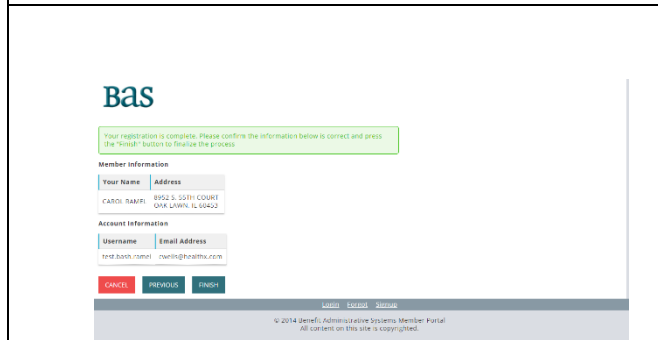 Bas
Your registration is complete. Please confirm the information below is correct and press
the "Finish" button to finalize the process
Member Information
Your Name Address
CAROL RAMEL 8952 S. 55TH COURT
OAK LAWN, IL 60453
Account Information
Username Email Address
test.bash.ramel cwells@healthx.com
CANCEL PREVIOUS FINISH
Login Forgot Signup
© 2014 Benefit Administrative Systems Member Portal
All content on this site is copyrighted.